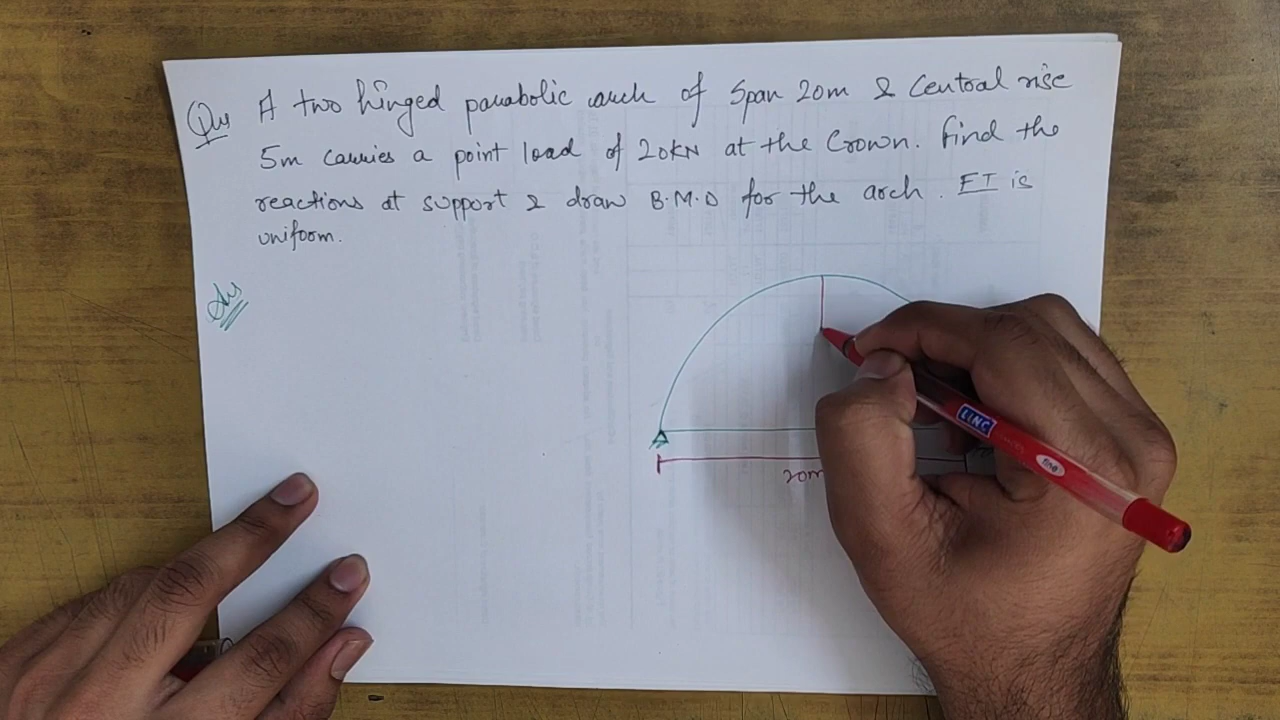 Qus A two hinged parabolic arch of Span 20m & Central rise
5m carries a point load of 20KN at the Crown. Find the
reactions at support & draw B.M.D for the arch. EI is
uniform.
Ans
20m
LINC
fine